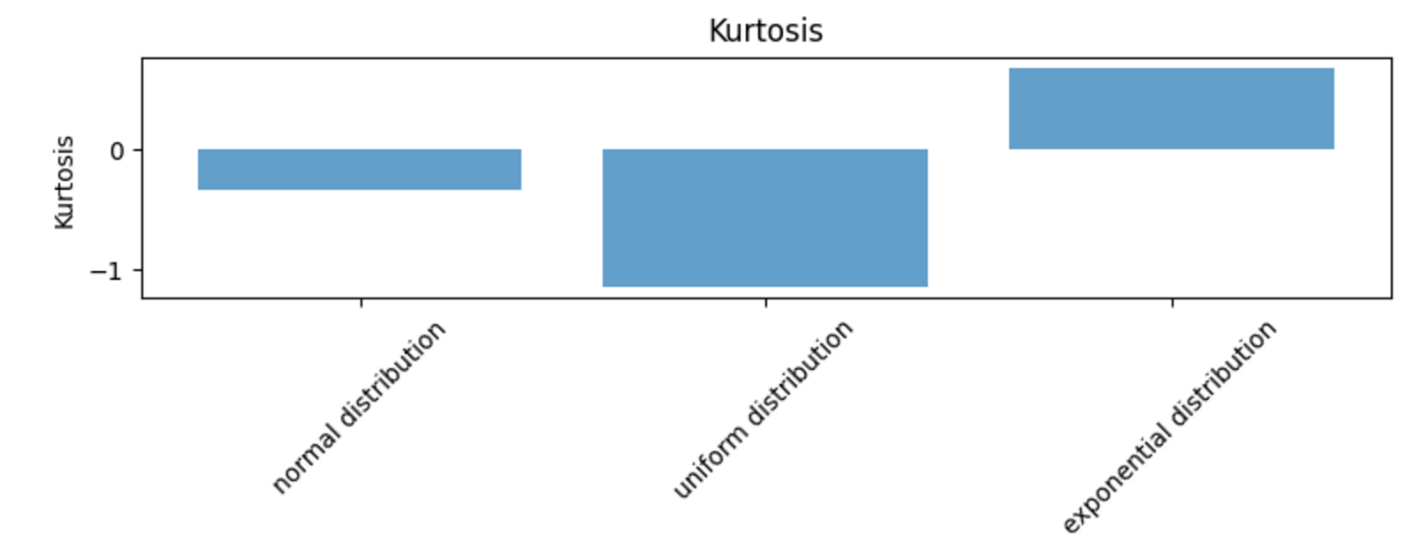 Kurtosis
Kurtosis
0
−1
normal distribution
uniform distribution
exponential distribution